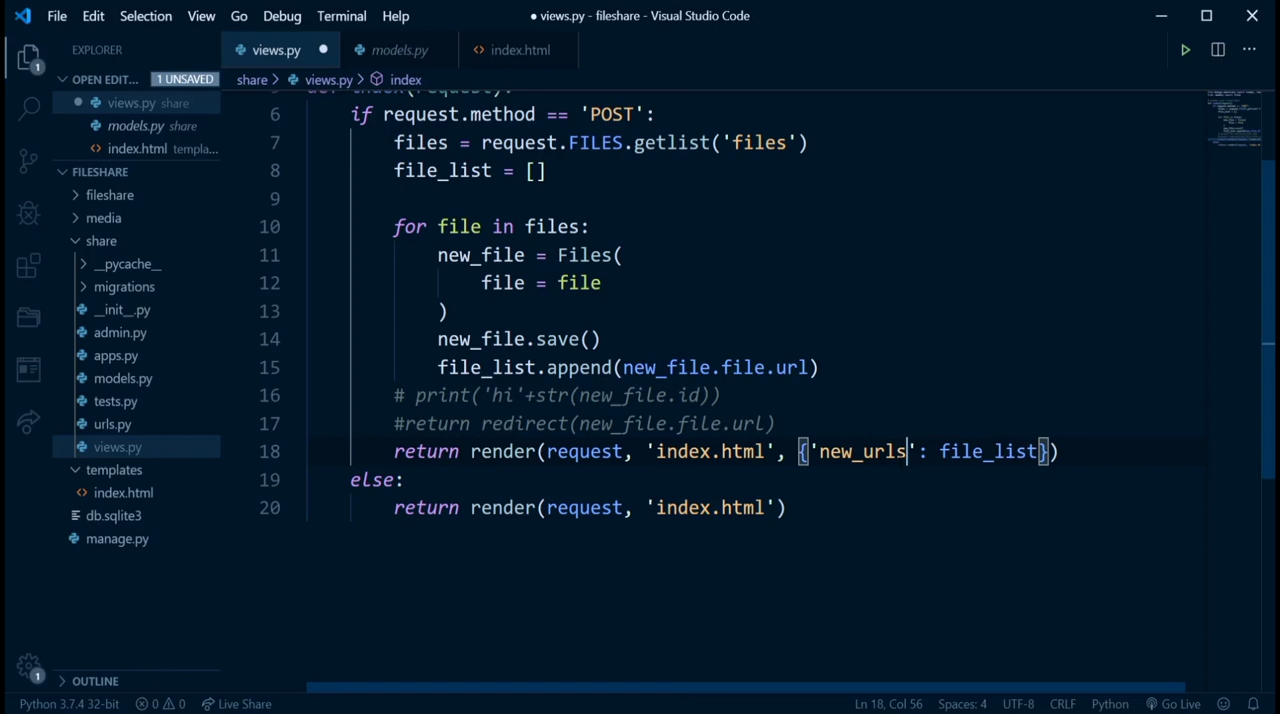 File Edit Selection View Go Debug Terminal Help
● views.py - fileshare - Visual Studio Code
EXPLORER
views.py
models.py
index.html
OPEN EDIT...
1 UNSAVED
share > views.py > index
views.py share
models.py share
index.html templa...
FILESHARE
fileshare
media
share
__pycache__
migrations
__init__.py
admin.py
apps.py
models.py
tests.py
urls.py
views.py
templates
index.html
db.sqlite3
manage.py
OUTLINE
def index(request):
6 if request.method == 'POST':
7 files = request.FILES.getlist('files')
8 file_list = []
9
10 for file in files:
11 new_file = Files(
12 file = file
13 )
14 new_file.save()
15 file_list.append(new_file.file.url)
16 # print('hi'+str(new_file.id))
17 #return redirect(new_file.file.url)
18 return render(request, 'index.html', {'new_urls': file_list})
19 else:
20 return render(request, 'index.html')
1
1
Python 3.7.4 32-bit 0 0 Live Share
Ln 18, Col 56 Spaces: 4 UTF-8 CRLF Python Go Live